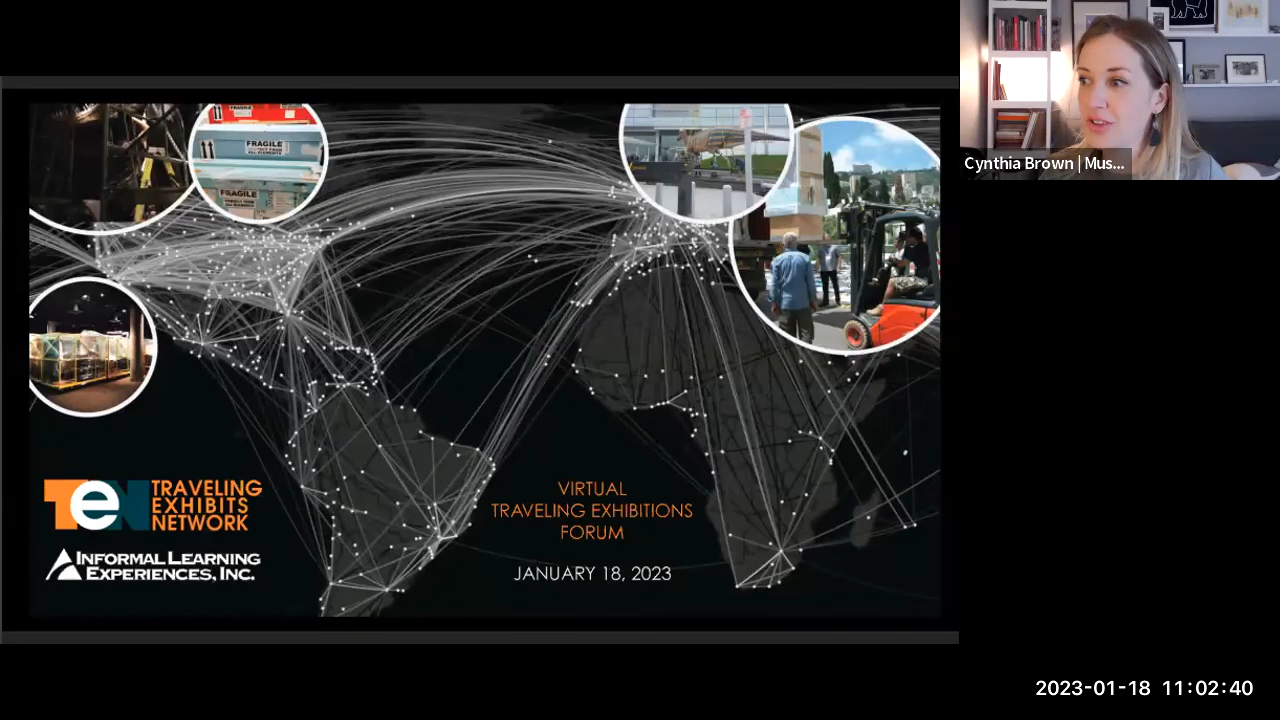 Cynthia Brown | Mus...
FRAGILE
FRAGILE
TEN TRAVELING
EXHIBITS
NETWORK
INFORMAL LEARNING
EXPERIENCES, INC.
VIRTUAL
TRAVELING EXHIBITIONS
FORUM
JANUARY 18, 2023
2023-01-18 11:02:40